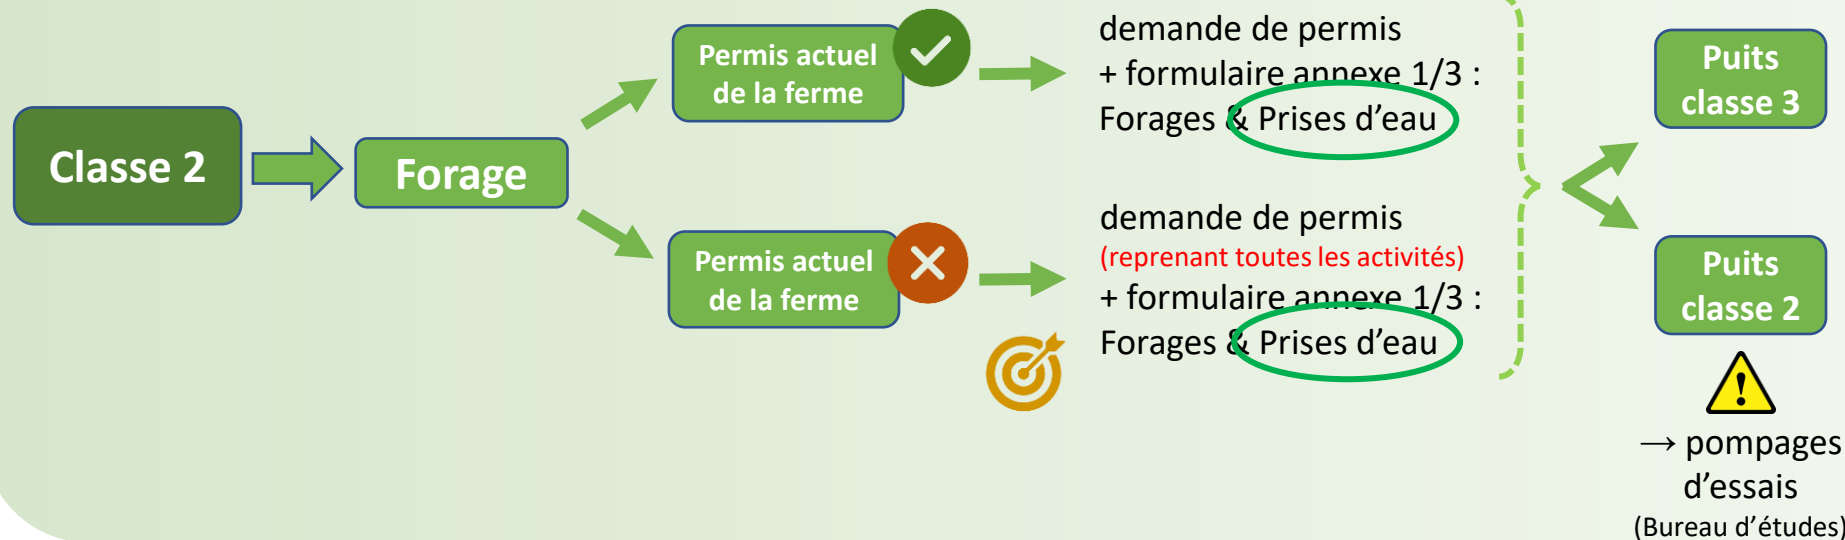 Classe 2
Forage
Permis actuel
de la ferme
demande de permis
+ formulaire annexe 1/3 :
Forages & Prises d'eau
Permis actuel
de la ferme
demande de permis
(reprenant toutes les activités)
+ formulaire annexe 1/3 :
Forages & Prises d'eau
Puits
classe 3
Puits
classe 2
→ pompages
d'essais
(Bureau d'études)